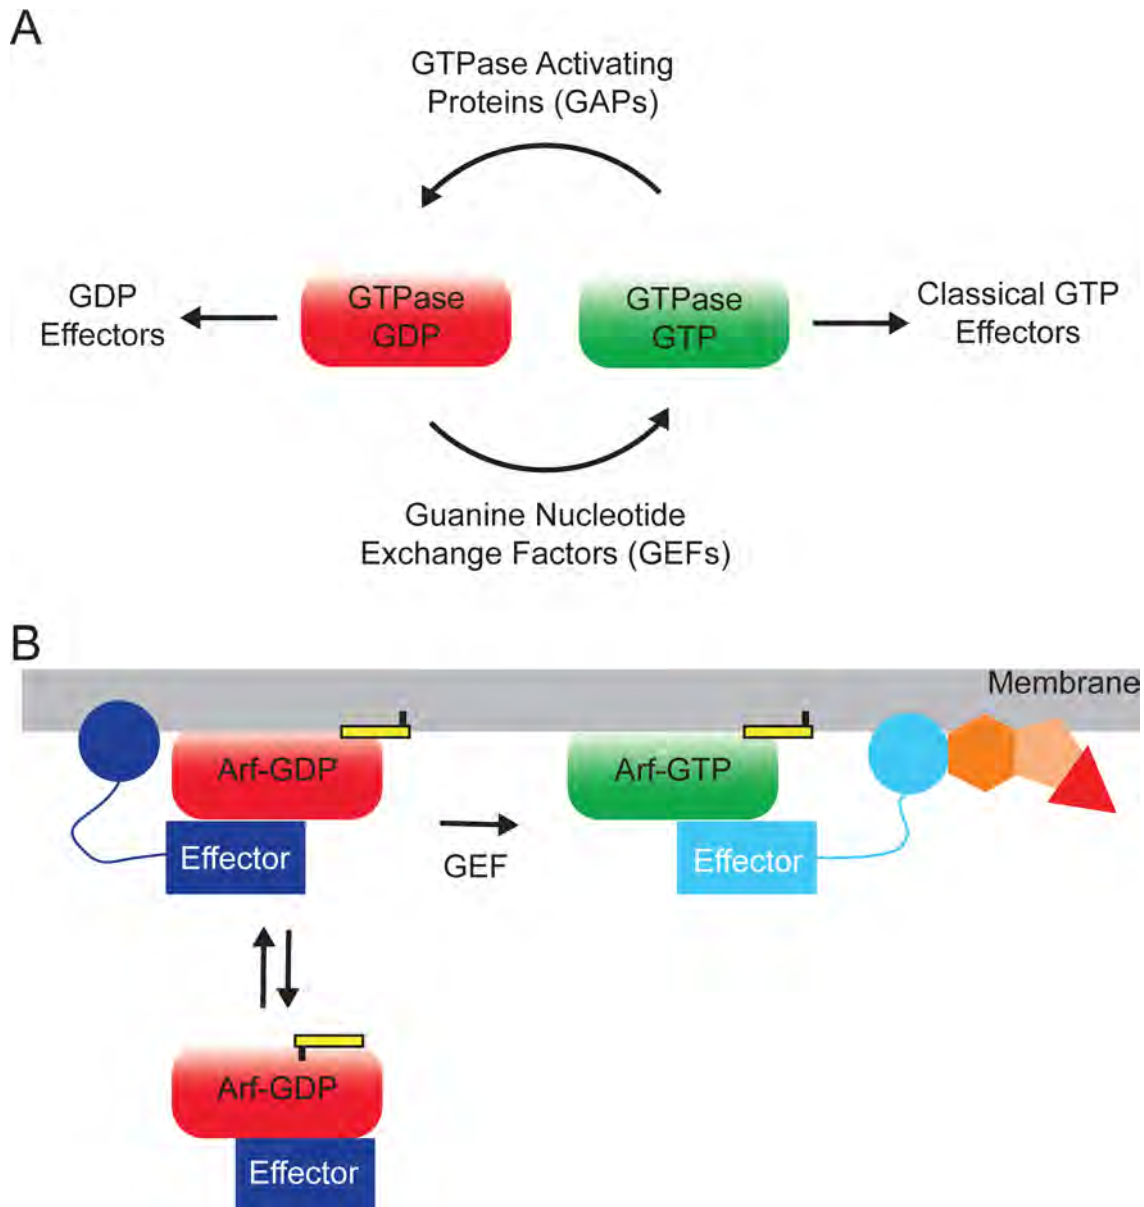 A
GTPase Activating
Proteins (GAPs)
GDP
Effectors
GTPase
GDP
GTPase
GTP
Classical GTP
Effectors
Guanine Nucleotide
Exchange Factors (GEFs)
B
Membrane
Arf-GDP
Arf-GTP
Effector
GEF
Effector
Arf-GDP
Effector